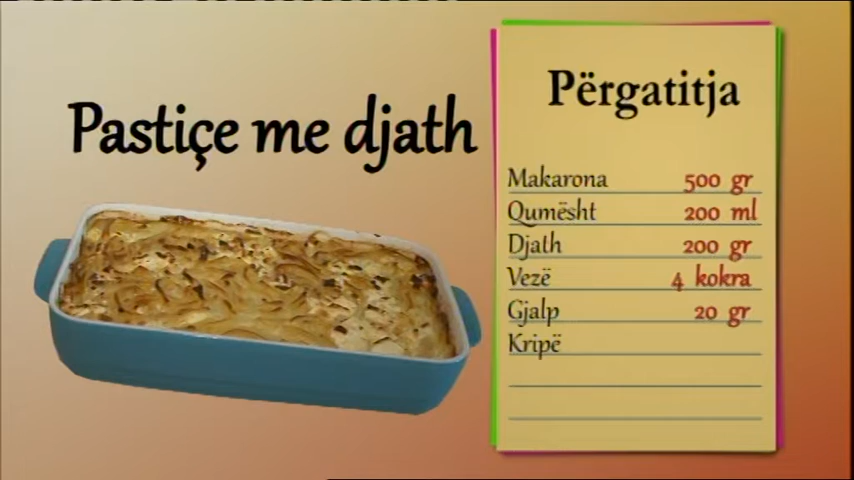 Pastiçe me djath
Përgatitja
Makarona 500 gr
Qumësht 200 ml
Djath 200 gr
Vezë 4 kokra
Gjalp 20 gr
Kripë